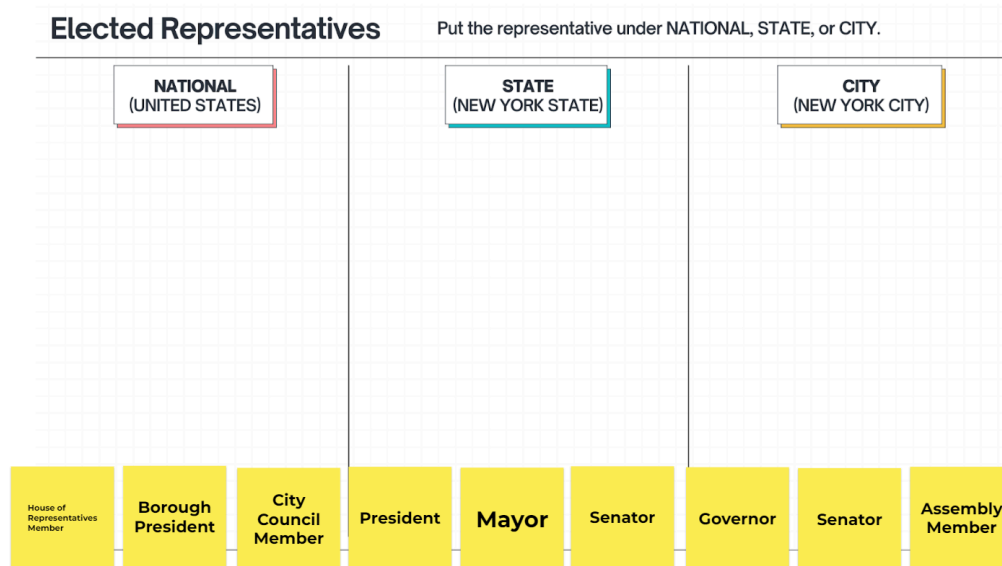 Elected Representatives
Put the representative under NATIONAL, STATE, or CITY.
NATIONAL
(UNITED STATES)
STATE
(NEW YORK STATE)
CITY
(NEW YORK CITY)
House of
Representatives
Member
Borough
President
City
Council
Member
President
Mayor
Senator
Governor
Senator
Assembly
Member